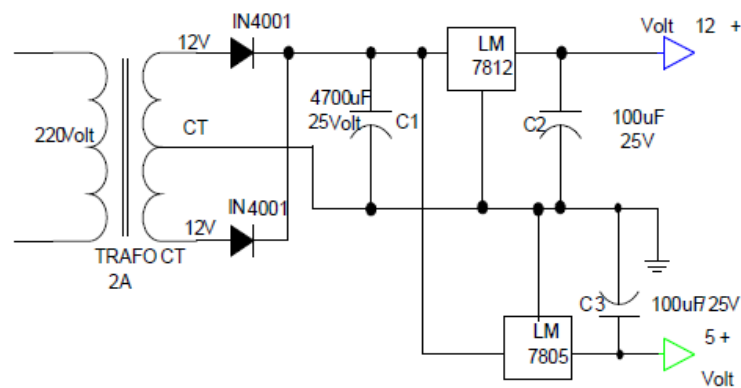 IN4001
12V
LM
7812
Volt 12 +
4700uF
25Volt
C1
C2
100uF
25V
220Volt
CT
IN4001
12V
TRAFO CT
2A
C3
100uF/25V
LM
7805
5 +
Volt